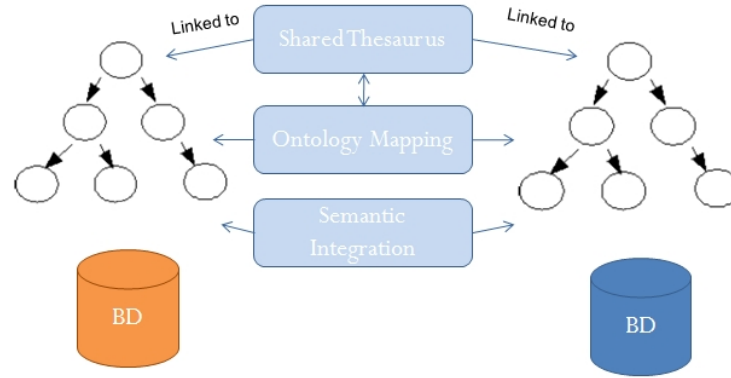 Linked to
Shared Thesaurus
Linked to
Ontology Mapping
Semantic
Integration
BD
BD